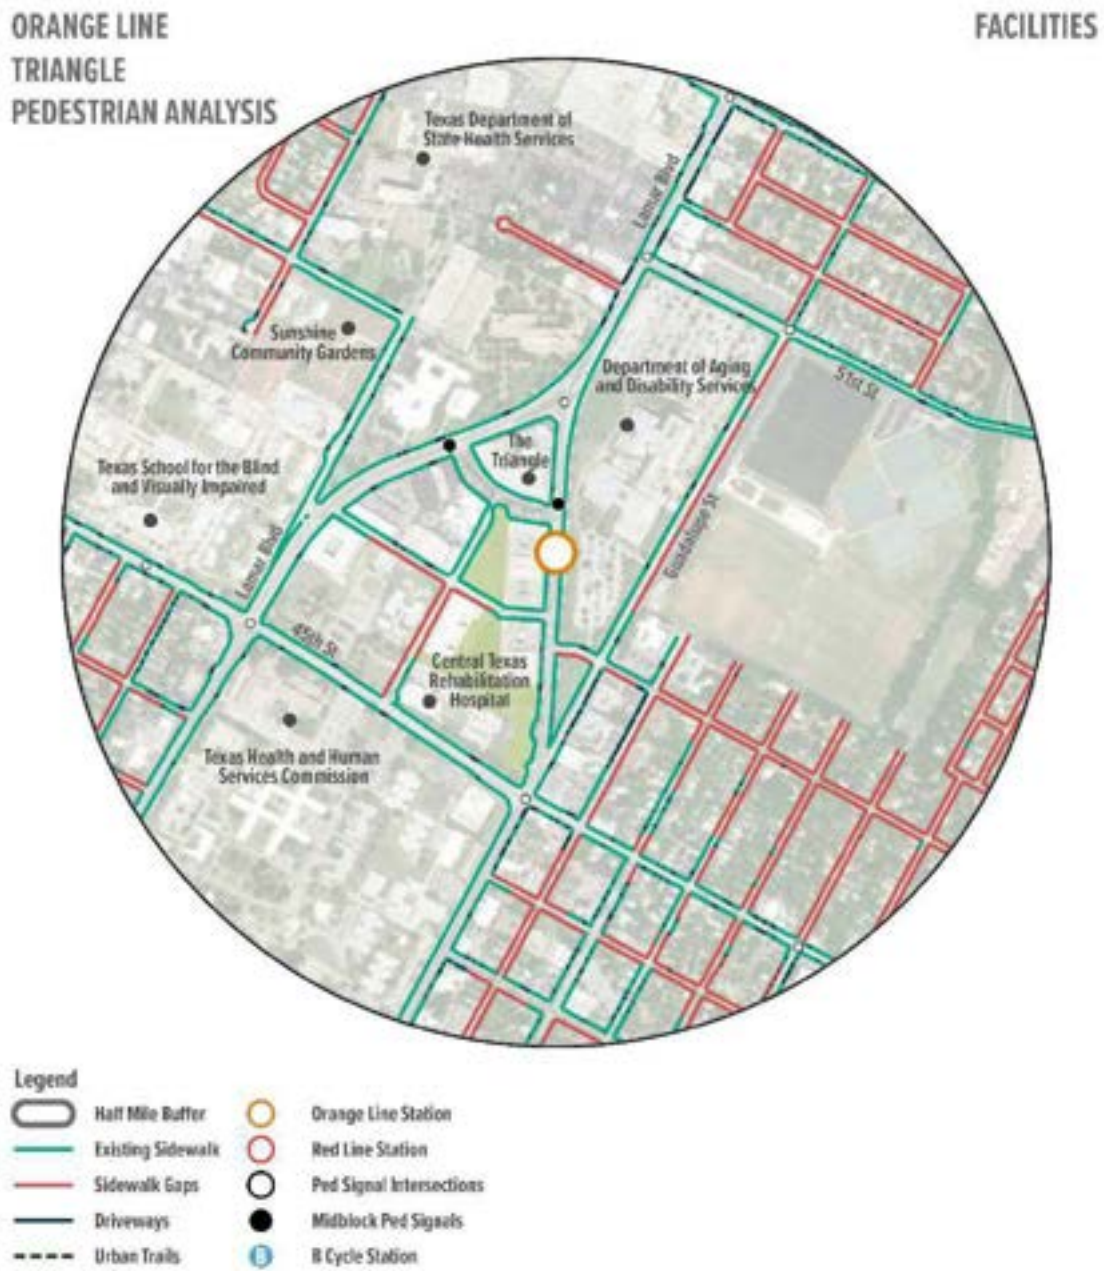 ORANGE LINE
TRIANGLE
PEDESTRIAN ANALYSIS
FACILITIES
Texas Department of
State Health Services
Lamar Blvd
Sunshine
Community Gardens
Department of Aging
and Disability Services
51st St
The
Triangle
Texas School for the Blind
and Visually Impaired
Guadalupe St
Lamar Blvd
45th St
Central Texas
Rehabilitation
Hospital
Texas Health and Human
Services Commission
Legend
Half Mile Buffer
Existing Sidewalk
Sidewalk Gaps
Driveways
Urban Trails
Orange Line Station
Red Line Station
Ped Signal Intersections
Midblock Ped Signals
B
B Cycle Station